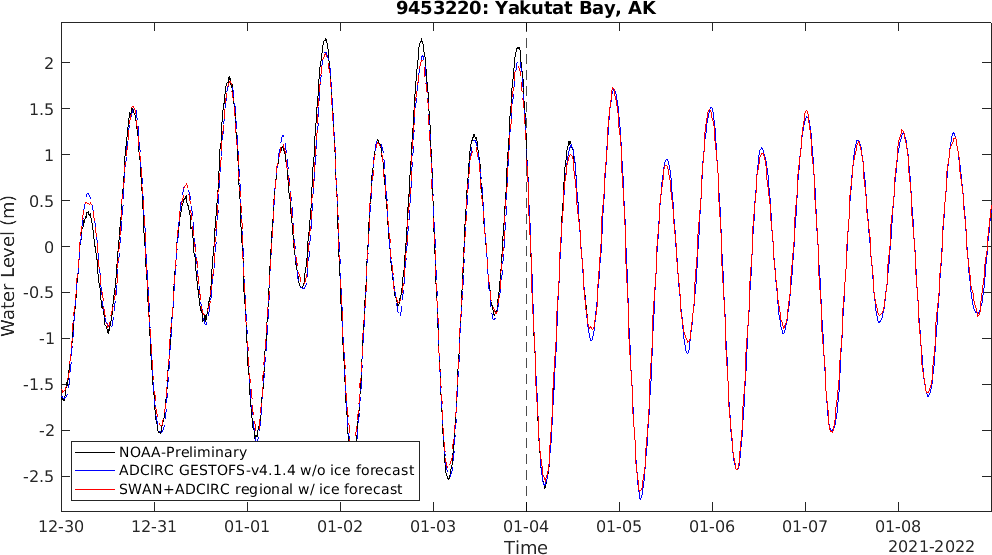 9453220: Yakutat Bay, AK
Water Level (m)
2
1.5
1
0.5
0
-0.5
-1
-1.5
-2
-2.5
NOAA-Preliminary
ADCIRC GESTOFS-v4.1.4 w/o ice forecast
SWAN+ADCIRC regional w/ ice forecast
12-30 12-31 01-01 01-02 01-03 01-04 01-05 01-06 01-07 01-08
Time
2021-2022